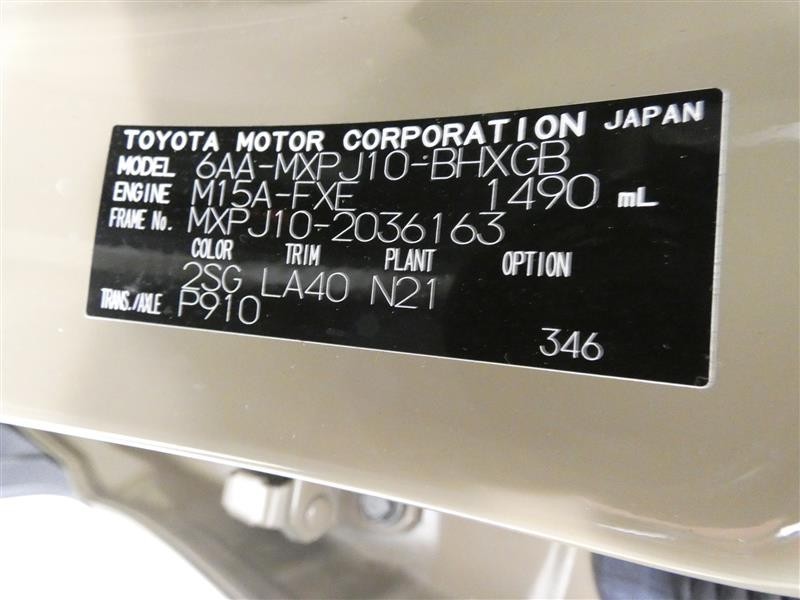 TOYOTA MOTOR CORPORATION JAPAN
MODEL 6AA-MXPJ10-BHXGB
ENGINE M15A-FXE 1490 mL
FRAME No. MXPJ10-2036163
COLOR TRIM PLANT OPTION
2SG LA40 N21
TRANS./AXLE P910
346